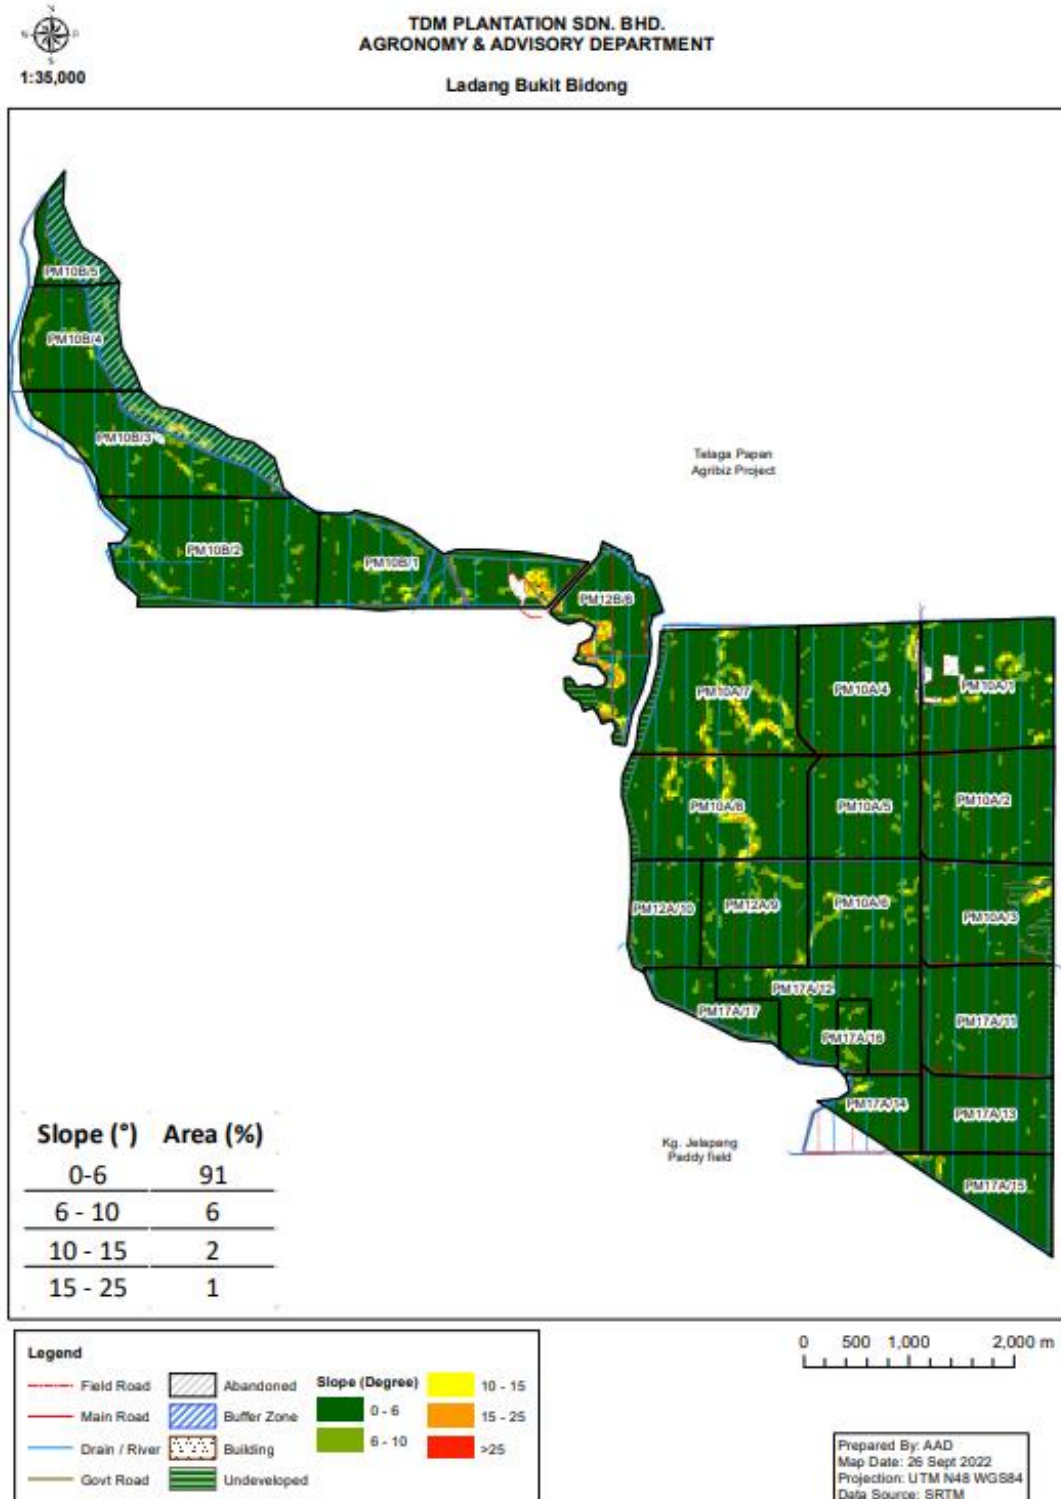 1:35,000
TDM PLANTATION SDN. BHD.
AGRONOMY & ADVISORY DEPARTMENT
Ladang Bukit Bidong
PM10B/5
PM10B/4
PM10B/3
PM10B/2
PM10B/1
PM12B/6
Telaga Papan
Agribiz Project
PM10A/7
PM10A/4
PM10A/1
PM10A/8
PM10A/5
PM10A/2
PM12A/10
PM12A/9
PM10A/6
PM10A/3
PM17A/12
PM17A/17
PM17A/16
PM17A/11
PM17A/14
PM17A/13
PM17A/15
Kg. Jelapang
Paddy field
Slope (°) Area (%)
0-6 91
6 - 10 6
10 - 15 2
15 - 25 1
Legend
Field Road
Main Road
Drain / River
Govt Road
Abandoned
Buffer Zone
Building
Undeveloped
Slope (Degree)
0 - 6
6 - 10
10 - 15
15 - 25
>25
0 500 1,000 2,000 m
Prepared By: AAD
Map Date: 26 Sept 2022
Projection: UTM N48 WGS84
Data Source: SRTM